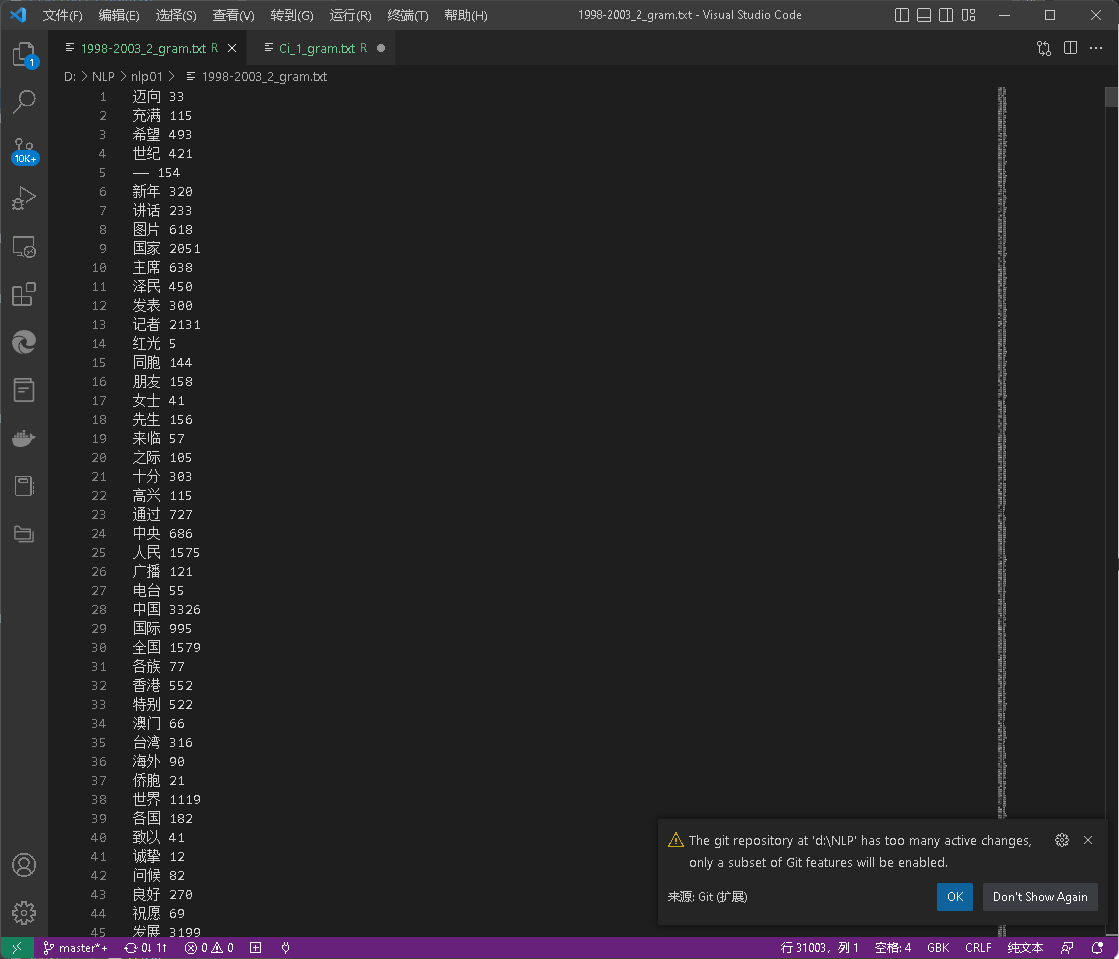 文件(F) 编辑(E) 选择(S) 查看(V) 转到(G) 运行(R) 终端(T) 帮助(H) 1998-2003_2_gram.txt - Visual Studio Code
1998-2003_2_gram.txt R Ci_1_gram.txt R
D: > NLP > nlp01 > 1998-2003_2_gram.txt
1 迈向 33
2 充满 115
3 希望 493
4 世纪 421
5 —— 154
6 新年 320
7 讲话 233
8 图片 618
9 国家 2051
10 主席 638
11 泽民 450
12 发表 300
13 记者 2131
14 红光 5
15 同胞 144
16 朋友 158
17 女士 41
18 先生 156
19 来临 57
20 之际 105
21 十分 303
22 高兴 115
23 通过 727
24 中央 686
25 人民 1575
26 广播 121
27 电台 55
28 中国 3326
29 国际 995
30 全国 1579
31 各族 77
32 香港 552
33 特别 522
34 澳门 66
35 台湾 316
36 海外 90
37 侨胞 21
38 世界 1119
39 各国 182
40 致以 41
41 诚挚 12
42 问候 82
43 良好 270
44 祝愿 69
45 发展 3199
1
10K+
The git repository at 'd:\NLP' has too many active changes,
only a subset of Git features will be enabled.
来源: Git (扩展) OK Don't Show Again
master*+ 0↓ 1↑ 0 0 行 31003，列 1 空格: 4 GBK CRLF 纯文本